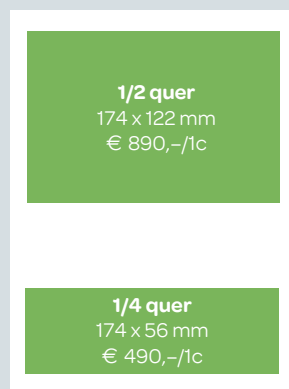 1/2 quer
174 x 122 mm
€ 890,–/1c
1/4 quer
174 x 56 mm
€ 490,–/1c